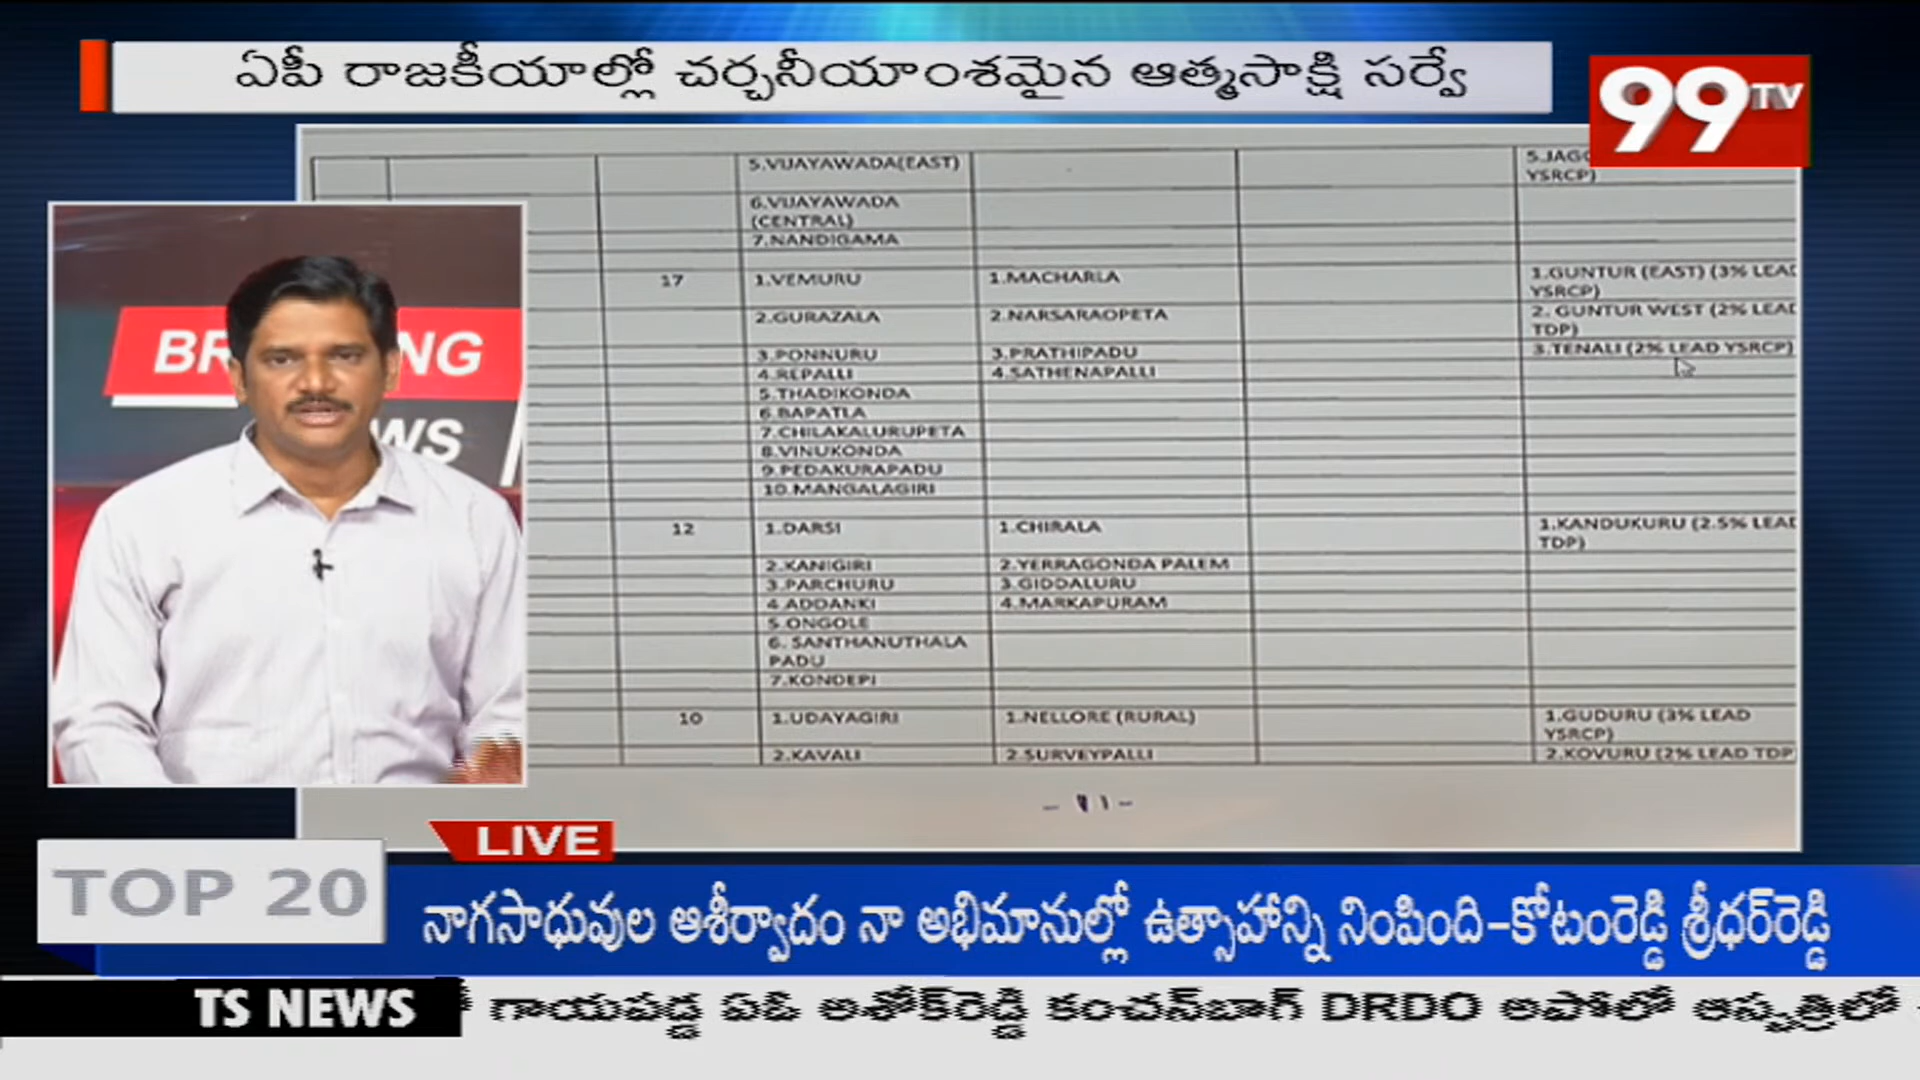 ఏపీ రాజకీయాల్లో చర్చనీయాంశమైన ఆత్మసాక్షి సర్వే
99 TV
5.VIJAYAWADA(EAST)
YSRCP)
6.VIJAYAWADA
(CENTRAL)
7.NANDIGAMA
17 1.VEMURU 1.MACHARLA 1.GUNTUR (EAST) (3% LEAD
YSRCP)
2.GURAZALA 2.NARSARAOPETA 2. GUNTUR WEST (2% LEAD
TDP)
3.PONNURU 3.PRATHIPADU 3.TENALI (2% LEAD YSRCP)
4.REPALLI 4.SATHENAPALLI
5.THADIKONDA
6.BAPATLA
7.CHILAKALURUPETA
8.VINUKONDA
9.PEDAKURAPADU
10.MANGALAGIRI
12 1.DARSI 1.CHIRALA 1.KANDUKURU (2.5% LEAD
TDP)
2.KANIGIRI 2.YERRAGONDA PALEM
3.PARCHURU 3.GIDDALURU
4.ADDANKI 4.MARKAPURAM
5.ONGOLE
6. SANTHANUTHALA
PADU
7.KONDEPI
10 1.UDAYAGIRI 1.NELLORE (RURAL) 1.GUDURU (3% LEAD
YSRCP)
2.KAVALI 2.SURVEYPALLI 2.KOVURU (2% LEAD TDP
LIVE
TOP 20
నాగసాధువుల ఆశీర్వాదం నా అభిమానుల్లో ఉత్సాహాన్ని నింపింది-కోటంరెడ్డి శ్రీధర్‌రెడ్డి
TS NEWS గాయపడ్డ ఏఓ అశోక్‌రెడ్డి కంచన్‌బాగ్ DRDO అపోలో ఆస్పత్రిలో